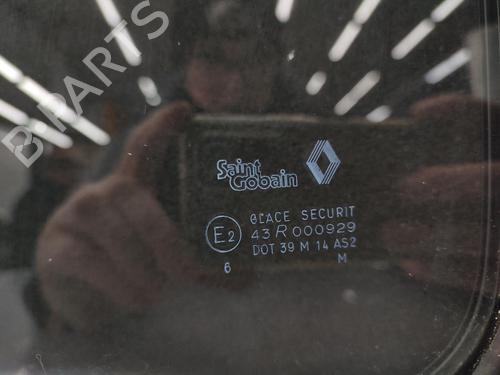 B-PARTS
Saint
Gobain
GLACE SECURIT
E2
43 R 000929
DOT 39 M 14 AS2
6 M